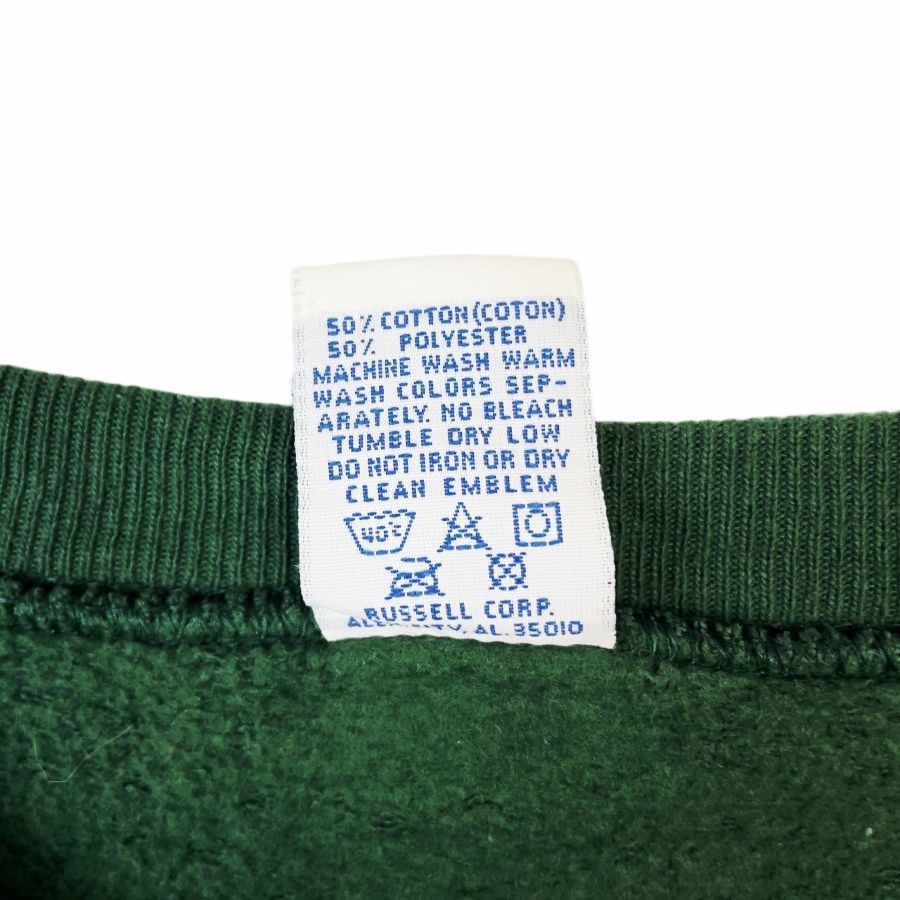 50% COTTON (COTON)
50% POLYESTER
MACHINE WASH WARM
WASH COLORS SEP-
ARATELY. NO BLEACH
TUMBLE DRY LOW
DO NOT IRON OR DRY
CLEAN EMBLEM
40°C
RUSSELL CORP.
AL. 35010